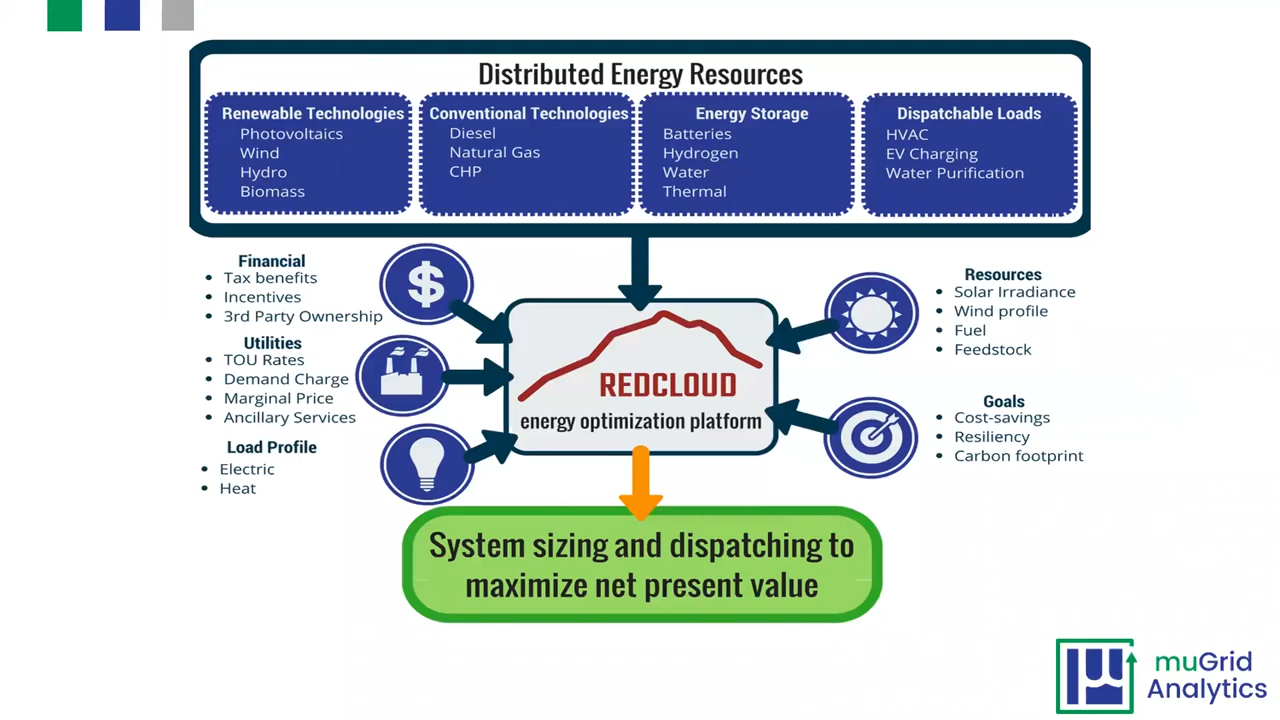 Distributed Energy Resources
Renewable Technologies
Photovoltaics
Wind
Hydro
Biomass
Conventional Technologies
Diesel
Natural Gas
CHP
Energy Storage
Batteries
Hydrogen
Water
Thermal
Dispatchable Loads
HVAC
EV Charging
Water Purification
Financial
• Tax benefits
• Incentives
• 3rd Party Ownership
$
Utilities
• TOU Rates
• Demand Charge
• Marginal Price
• Ancillary Services
Load Profile
• Electric
• Heat
REDCLOUD
energy optimization platform
Resources
• Solar Irradiance
• Wind profile
• Fuel
• Feedstock
Goals
• Cost-savings
• Resiliency
• Carbon footprint
System sizing and dispatching to
maximize net present value
µ
muGrid
Analytics